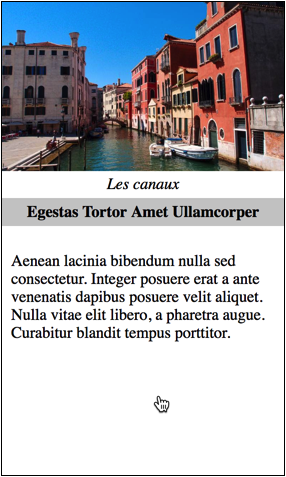 Les canaux
Egestas Tortor Amet Ullamcorper
Aenean lacinia bibendum nulla sed
consectetur. Integer posuere erat a ante
venenatis dapibus posuere velit aliquet.
Nulla vitae elit libero, a pharetra augue.
Curabitur blandit tempus porttitor.